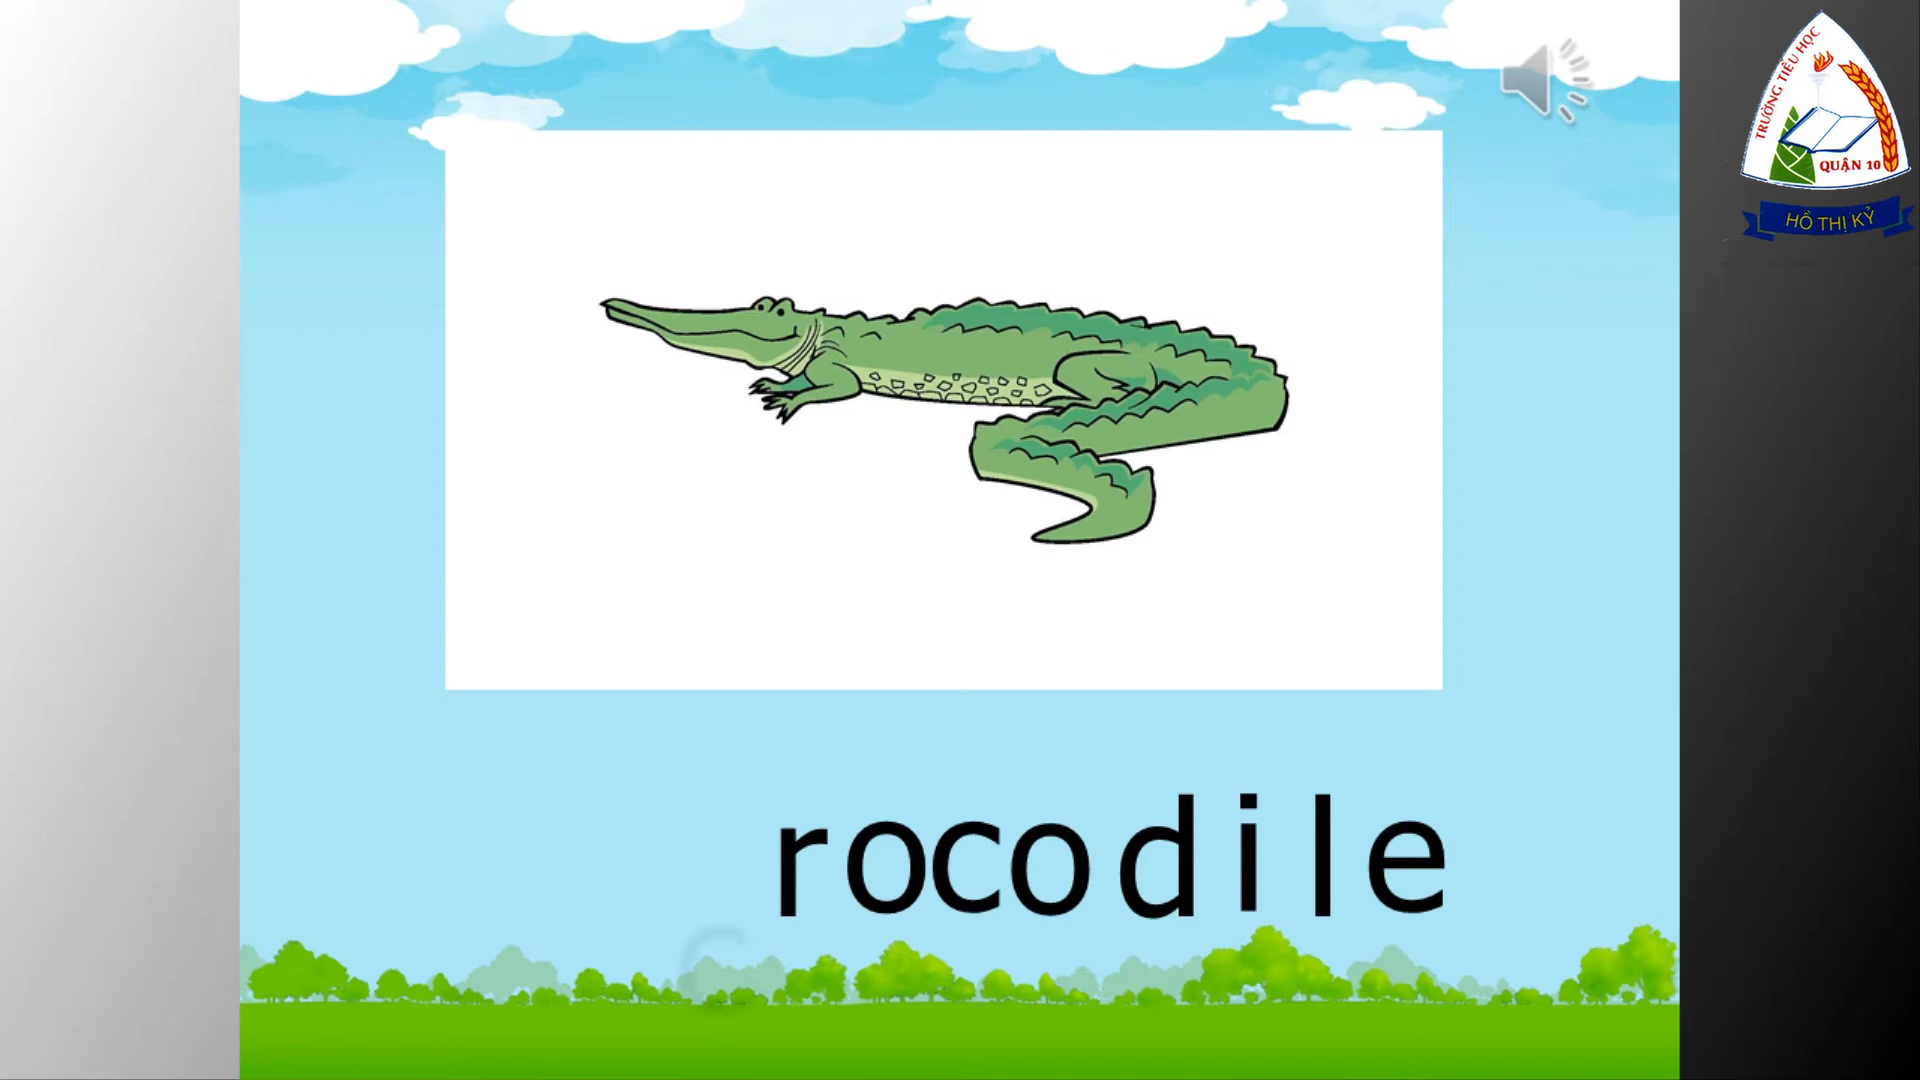 TRƯỜNG TIỂU HỌC
QUẬN 10
HỒ THỊ KỶ
rocodile
c